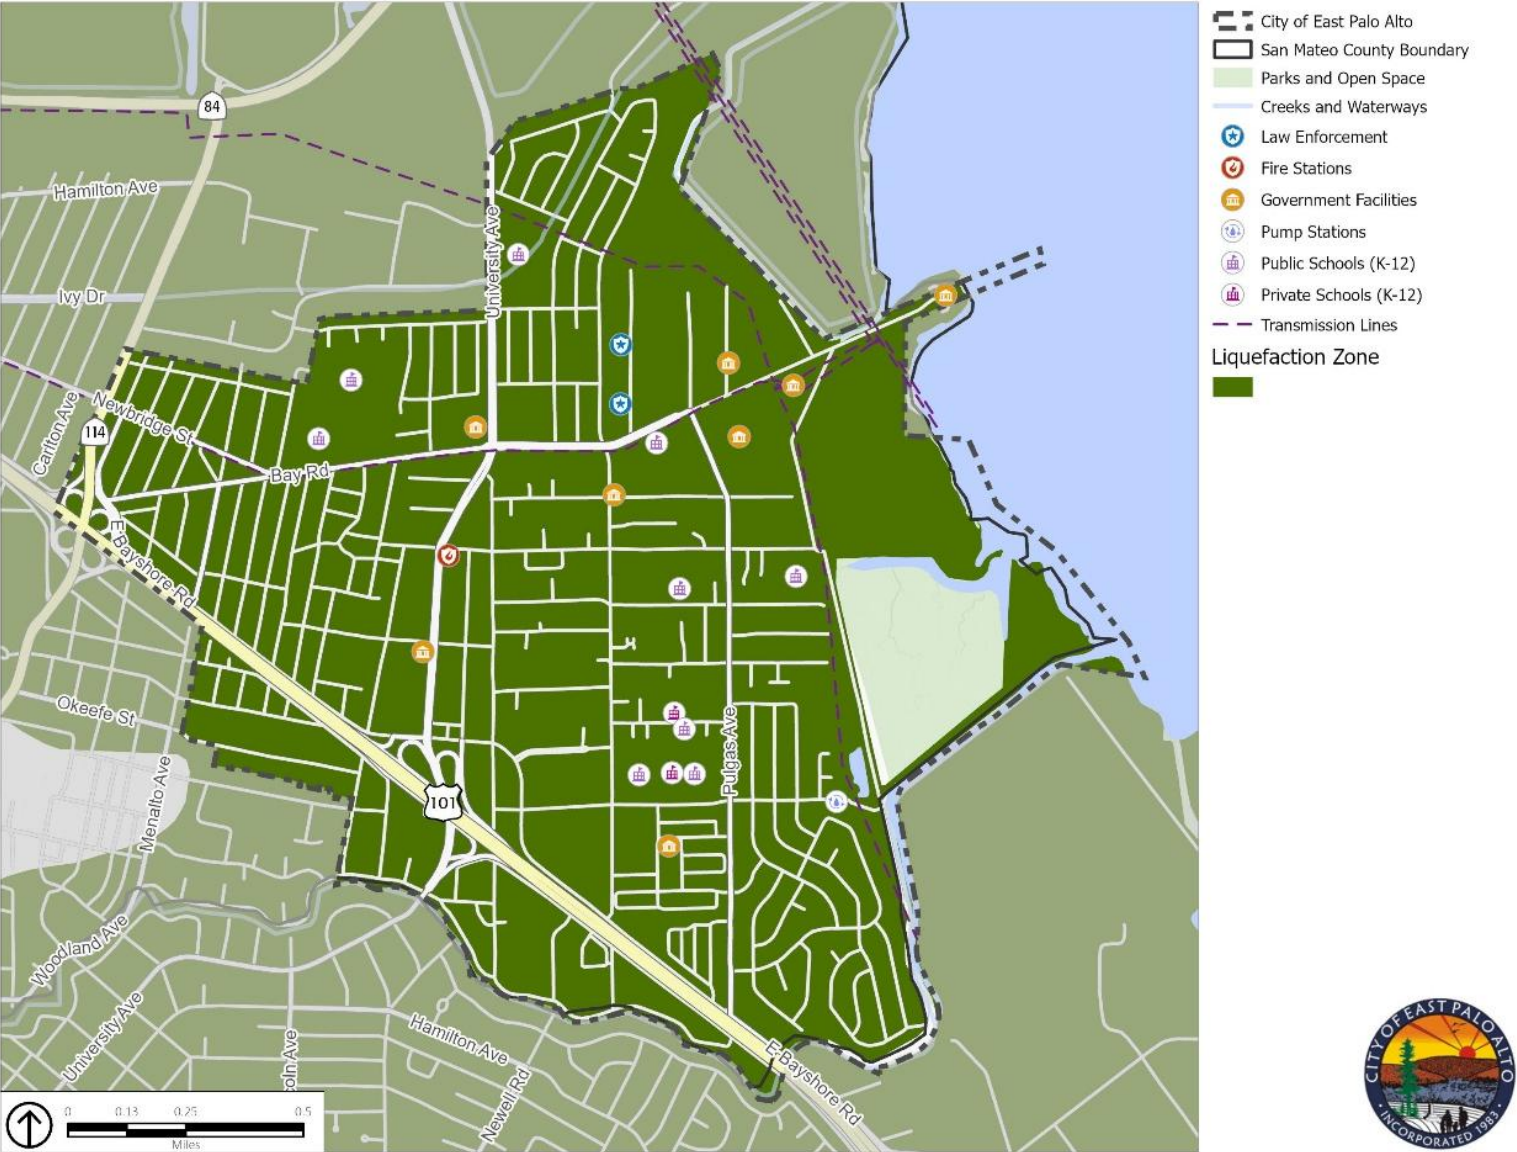 City of East Palo Alto
San Mateo County Boundary
Parks and Open Space
Creeks and Waterways
Law Enforcement
Fire Stations
Government Facilities
Pump Stations
Public Schools (K-12)
Private Schools (K-12)
Transmission Lines
Liquefaction Zone
84
Hamilton Ave
University Ave
Ivy Dr
Carlton Ave
Newbridge St
114
Bay Rd
E Bayshore Rd
Okeefe St
Menalto Ave
101
Pulgas Ave
Woodland Ave
University Ave
coln Ave
Hamilton Ave
Newell Rd
E Bayshore Rd
0 0.13 0.25 0.5
Miles
CITY OF EAST PALO ALTO
INCORPORATED 1983